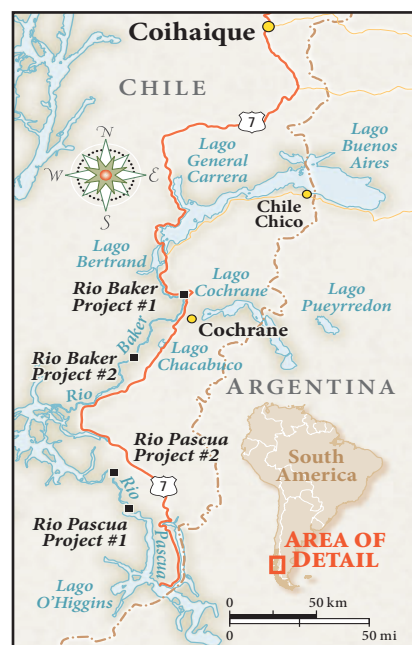 Coihaique
CHILE
7
N
W
E
S
Lago
General
Carrera
Lago
Buenos
Aires
Chile
Chico
Lago
Bertrand
Rio Baker
Project #1
Lago
Cochrane
Lago
Pueyrredon
Cochrane
Rio Baker
Project #2
Baker
Rio
Lago
Chacabuco
ARGENTINA
Rio Pascua
Project #2
7
South
America
Rio
Pascua
Rio Pascua
Project #1
AREA OF
DETAIL
Lago
O'Higgins
0 50 km
0 50 mi